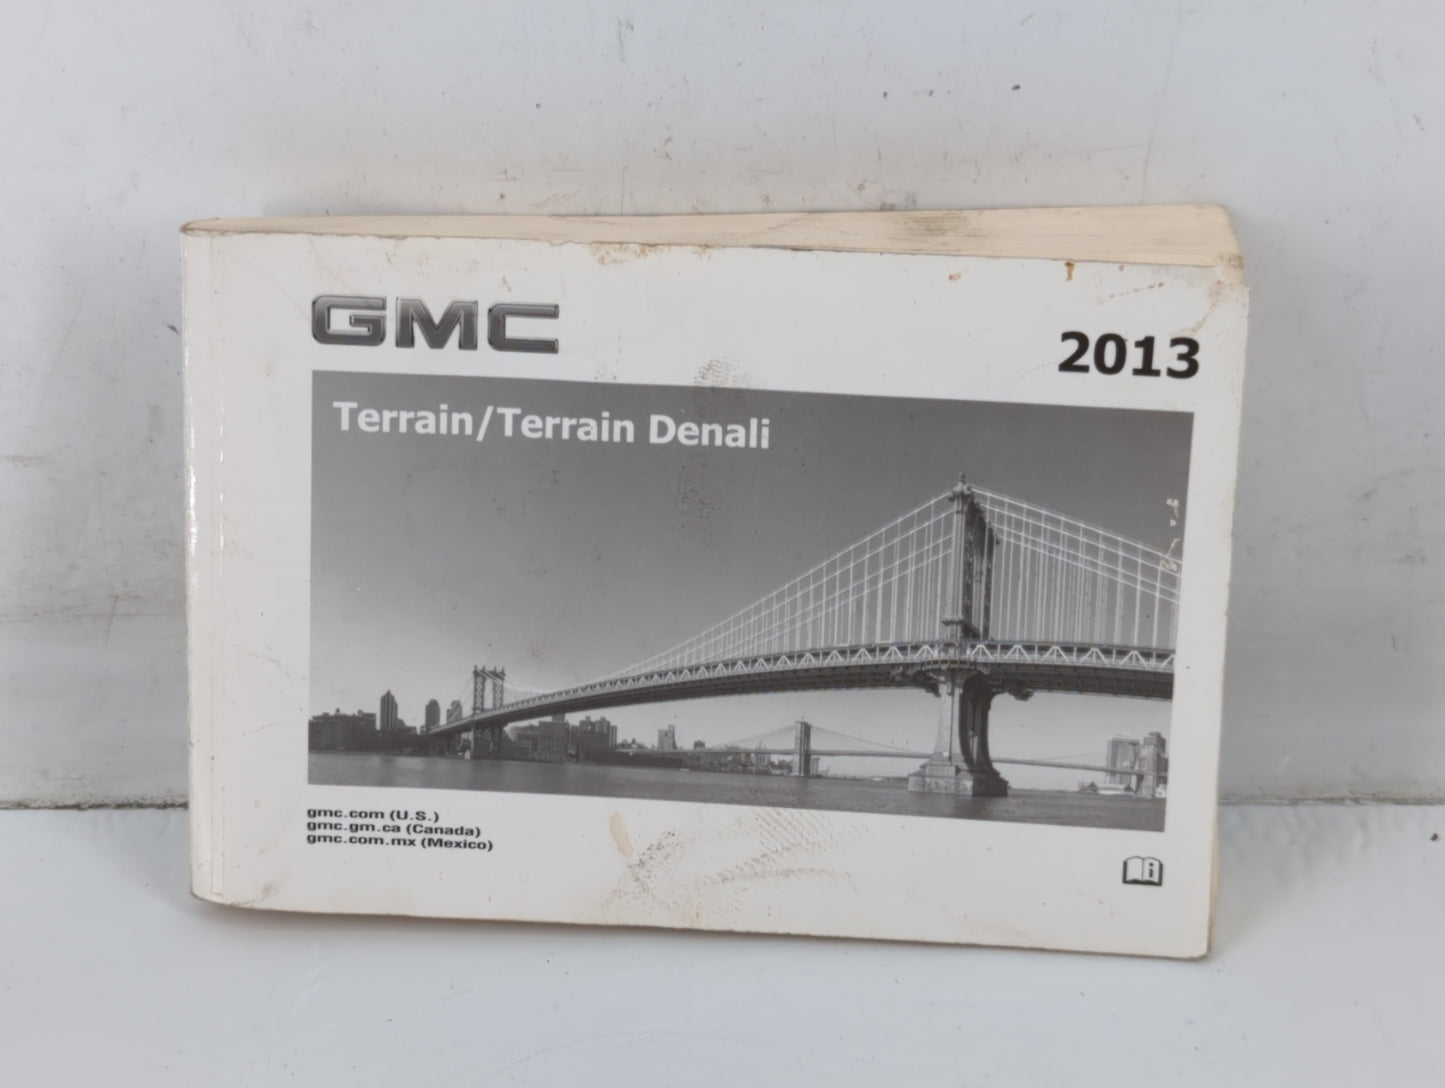 GMC
2013
Terrain/Terrain Denali
gmc.com (U.S.)
gmc.gm.ca (Canada)
gmc.com.mx (Mexico)
i